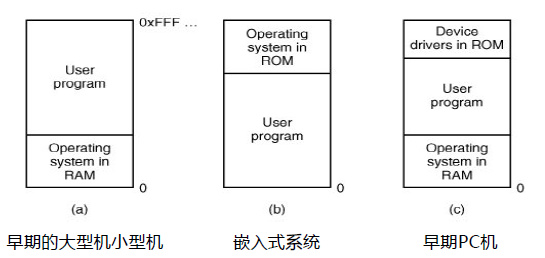 0xFFF ...
User
program
Operating
system in
RAM
0
(a)
早期的大型机小型机
Operating
system in
ROM
User
program
0
(b)
嵌入式系统
Device
drivers in ROM
User
program
Operating
system in
RAM
0
(c)
早期PC机